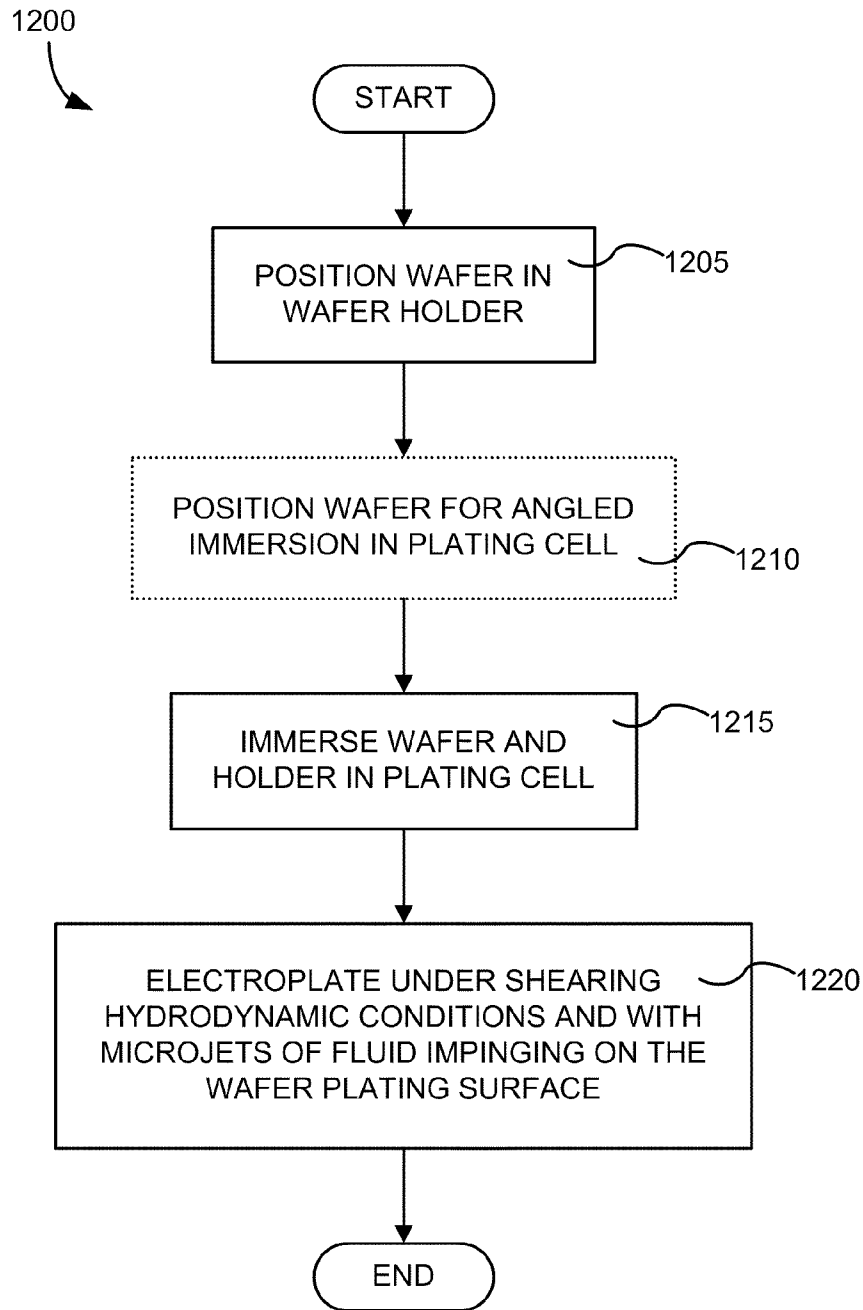 1200
START
POSITION WAFER IN
WAFER HOLDER
1205
POSITION WAFER FOR ANGLED
IMMERSION IN PLATING CELL
1210
IMMERSE WAFER AND
HOLDER IN PLATING CELL
1215
ELECTROPLATE UNDER SHEARING
HYDRODYNAMIC CONDITIONS AND WITH
MICROJETS OF FLUID IMPINGING ON THE
WAFER PLATING SURFACE
1220
END